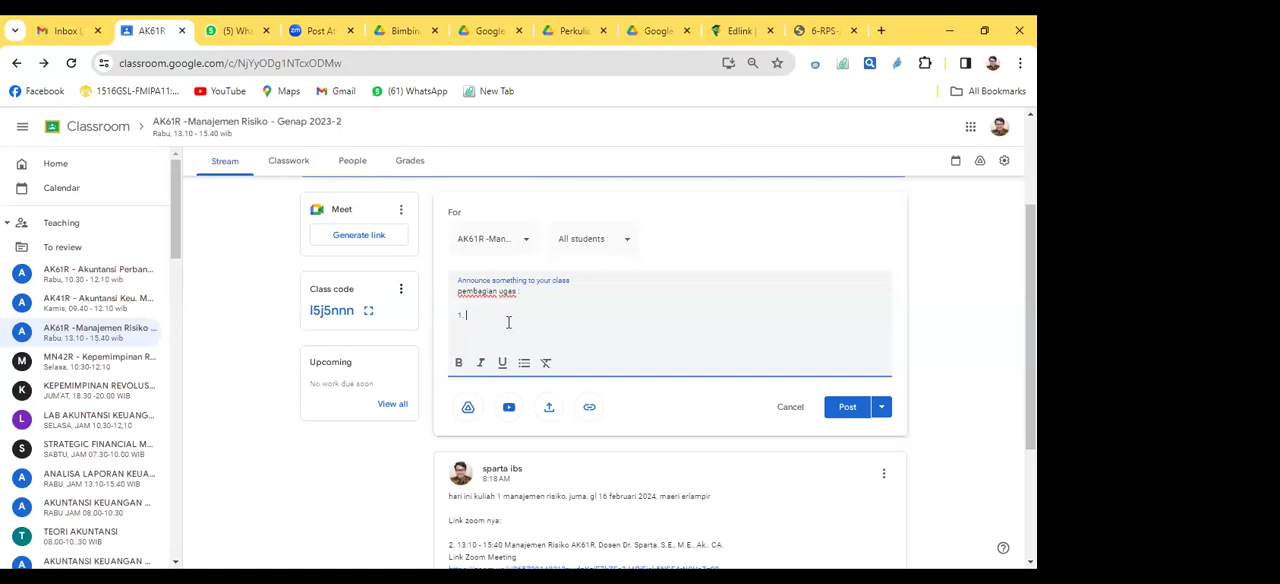 Inbox (
AK61R
(5) Wha
Post At
Bimbin
Google
Perkulu
Google
Edlink |
6-RPS-
classroom.google.com/c/NjYyODg1NTcxODMw
Facebook
1516GSL-FMIPA11:...
YouTube
Maps
Gmail
(61) WhatsApp
New Tab
All Bookmarks
Classroom
AK61R -Manajemen Risiko - Genap 2023-2
Rabu, 13.10 - 15.40 wib
Stream
Classwork
People
Grades
Home
Calendar
Teaching
To review
A
AK61R - Akuntansi Perban...
Rabu, 10.30 - 12.10 wib
A
AK41R - Akuntansi Keu. M...
Kamis, 09.40 - 12.10 wib
A
AK61R -Manajemen Risiko ...
Rabu, 13.10 - 15.40 wib
M
MN42R - Kepemimpinan R...
Selasa, 10:30-12,10
K
KEPEMIMPINAN REVOLUS...
JUM'AT, 18.30 -20.00 WIB
L
LAB AKUNTANSI KEUANG...
SELASA, JAM 10,30-12,10
S
STRATEGIC FINANCIAL M...
SABTU, JAM 07.30-10.00 WIB
A
ANALISA LAPORAN KEUA...
RABU, JAM 13.10-15.40 WIB
A
AKUNTANSI KEUANGAN ...
RABU JAM 08.00-10.30
T
TEORI AKUNTANSI
08.00-10..30 WIB
A
AKUNTANSI KEUANGAN ...
Meet
Generate link
Class code
l5j5nnn
Upcoming
No work due soon
View all
For
AK61R -Man...
All students
Announce something to your class
pembagian ugas :
1.
B I U
Cancel
Post
sparta ibs
8:18 AM
hari ini kuliah 1 manajemen risiko, juma, gl 16 februari 2024, maeri erlampir
Link zoom nya:
2. 13:10 - 15:40 Manajemen Risiko AK61R, Dosen Dr. Sparta. S.E., M.E., Ak., CA.
Link Zoom Meeting